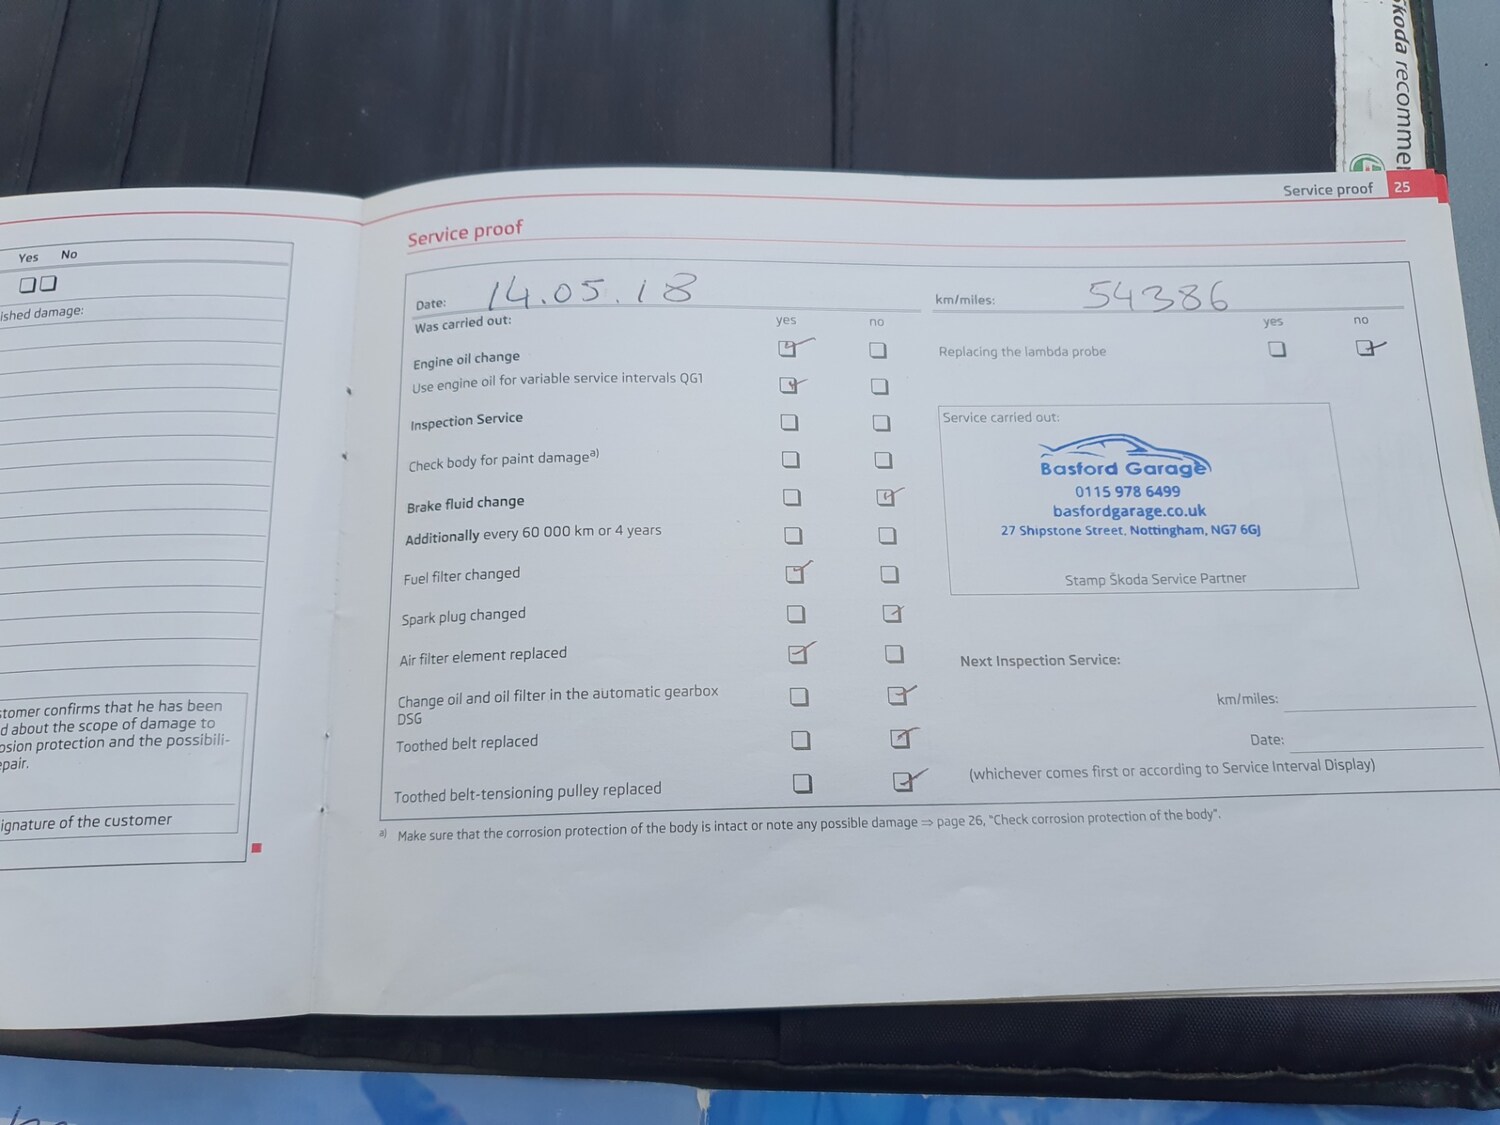 Škoda recommen
Service proof 25
Yes No
ished damage:
stomer confirms that he has been
d about the scope of damage to
osion protection and the possibili-
epair.
ignature of the customer
Service proof
Date: 14.05.18
km/miles: 54386
Was carried out: yes no
Engine oil change
Use engine oil for variable service intervals QG1
Inspection Service
Check body for paint damage a)
Brake fluid change
Additionally every 60 000 km or 4 years
Fuel filter changed
Spark plug changed
Air filter element replaced
Change oil and oil filter in the automatic gearbox
DSG
Toothed belt replaced
Toothed belt-tensioning pulley replaced
yes no
Replacing the lambda probe
Service carried out:
Basford Garage
0115 978 6499
basfordgarage.co.uk
27 Shipstone Street, Nottingham, NG7 6GJ
Stamp Škoda Service Partner
Next Inspection Service:
km/miles:
Date:
(whichever comes first or according to Service Interval Display)
a) Make sure that the corrosion protection of the body is intact or note any possible damage ⇒ page 26, "Check corrosion protection of the body".